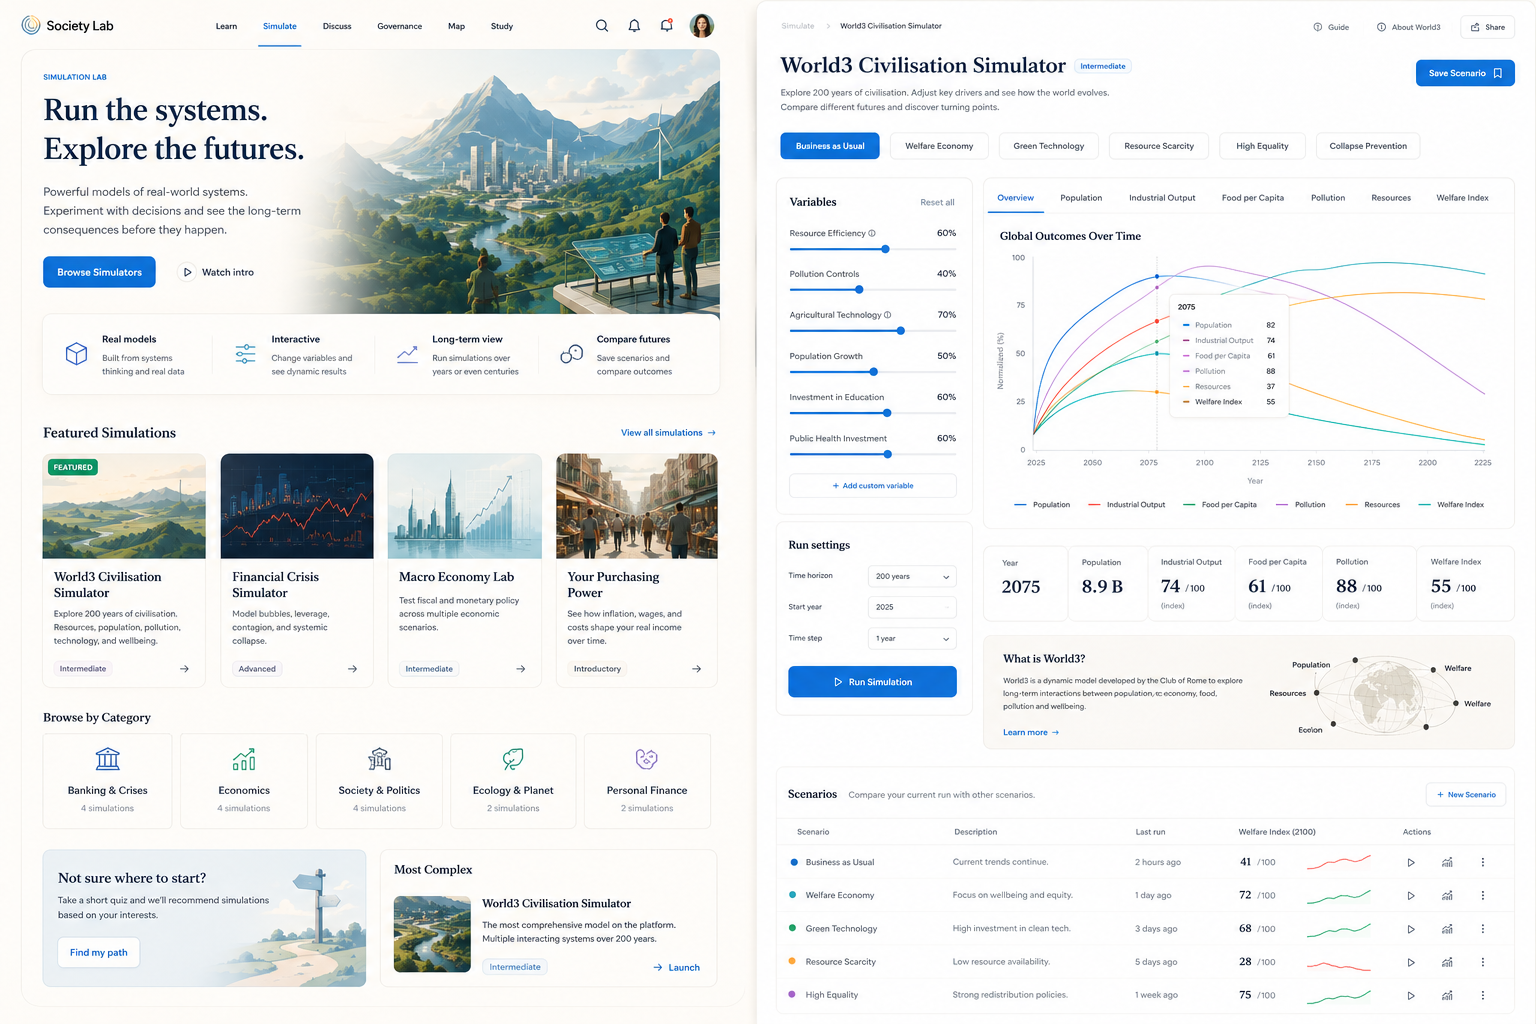 Society Lab
Learn
Simulate
Discuss
Governance
Map
Study
SIMULATION LAB
Run the systems.
Explore the futures.
Powerful models of real-world systems.
Experiment with decisions and see the long-term
consequences before they happen.
Browse Simulators
Watch intro
Real models
Built from systems
thinking and real data
Interactive
Change variables and
see dynamic results
Long-term view
Run simulations over
years or even centuries
Compare futures
Save scenarios and
compare outcomes
Featured Simulations
View all simulations →
FEATURED
World3 Civilisation
Simulator
Explore 200 years of civilisation.
Resources, population, pollution,
technology, and wellbeing.
Intermediate
Financial Crisis
Simulator
Model bubbles, leverage,
contagion, and systemic
collapse.
Advanced
Macro Economy Lab
Test fiscal and monetary policy
across multiple economic
scenarios.
Intermediate
Your Purchasing
Power
See how inflation, wages, and
costs shape your real income
over time.
Introductory
Browse by Category
Banking & Crises
4 simulations
Economics
4 simulations
Society & Politics
4 simulations
Ecology & Planet
2 simulations
Personal Finance
2 simulations
Not sure where to start?
Take a short quiz and we'll recommend simulations
based on your interests.
Find my path
Most Complex
World3 Civilisation Simulator
The most comprehensive model on the platform.
Multiple interacting systems over 200 years.
Intermediate
→ Launch
Simulate > World3 Civilisation Simulator
Guide
About World3
Share
World3 Civilisation Simulator
Intermediate
Save Scenario
Explore 200 years of civilisation. Adjust key drivers and see how the world evolves.
Compare different futures and discover turning points.
Business as Usual
Welfare Economy
Green Technology
Resource Scarcity
High Equality
Collapse Prevention
Variables
Reset all
Resource Efficiency 60%
Pollution Controls 40%
Agricultural Technology 70%
Population Growth 50%
Investment in Education 60%
Public Health Investment 60%
+ Add custom variable
Run settings
Time horizon 200 years
Start year 2025
Time step 1 year
Run Simulation
Overview
Population
Industrial Output
Food per Capita
Pollution
Resources
Welfare Index
Global Outcomes Over Time
Normalized (%)
100
75
50
25
0
2025 2050 2075 2100 2125 2150 2175 2200 2225
Year
2075
Population 82
Industrial Output 74
Food per Capita 61
Pollution 88
Resources 37
Welfare Index 55
Population
Industrial Output
Food per Capita
Pollution
Resources
Welfare Index
Year
2075
Population
8.9 B
Industrial Output
74 /100
(index)
Food per Capita
61 /100
(index)
Pollution
88 /100
(index)
Welfare Index
55 /100
(index)
What is World3?
World3 is a dynamic model developed by the Club of Rome to explore
long-term interactions between population, economy, food,
pollution and wellbeing.
Learn more →
Population
Welfare
Resources
Welfare
Scenarios
Compare your current run with other scenarios.
+ New Scenario
Scenario Description Last run Welfare Index (2100) Actions
Business as Usual Current trends continue. 2 hours ago 41 /100
Welfare Economy Focus on wellbeing and equity. 1 day ago 72 /100
Green Technology High investment in clean tech. 3 days ago 68 /100
Resource Scarcity Low resource availability. 5 days ago 28 /100
High Equality Strong redistribution policies. 1 week ago 75 /100